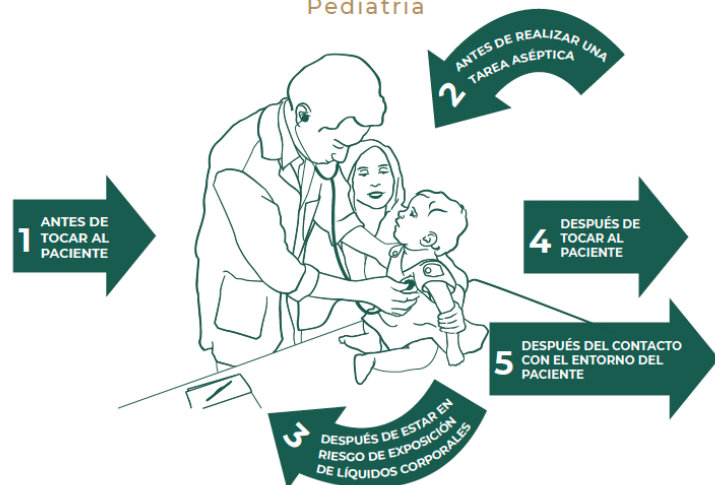 Pediatría
1
ANTES DE
TOCAR AL
PACIENTE
2
ANTES DE REALIZAR UNA
TAREA ASÉPTICA
3
DESPUÉS DE ESTAR EN
RIESGO DE EXPOSICIÓN
DE LÍQUIDOS CORPORALES
4
DESPUÉS DE
TOCAR AL
PACIENTE
5
DESPUÉS DEL CONTACTO
CON EL ENTORNO DEL
PACIENTE